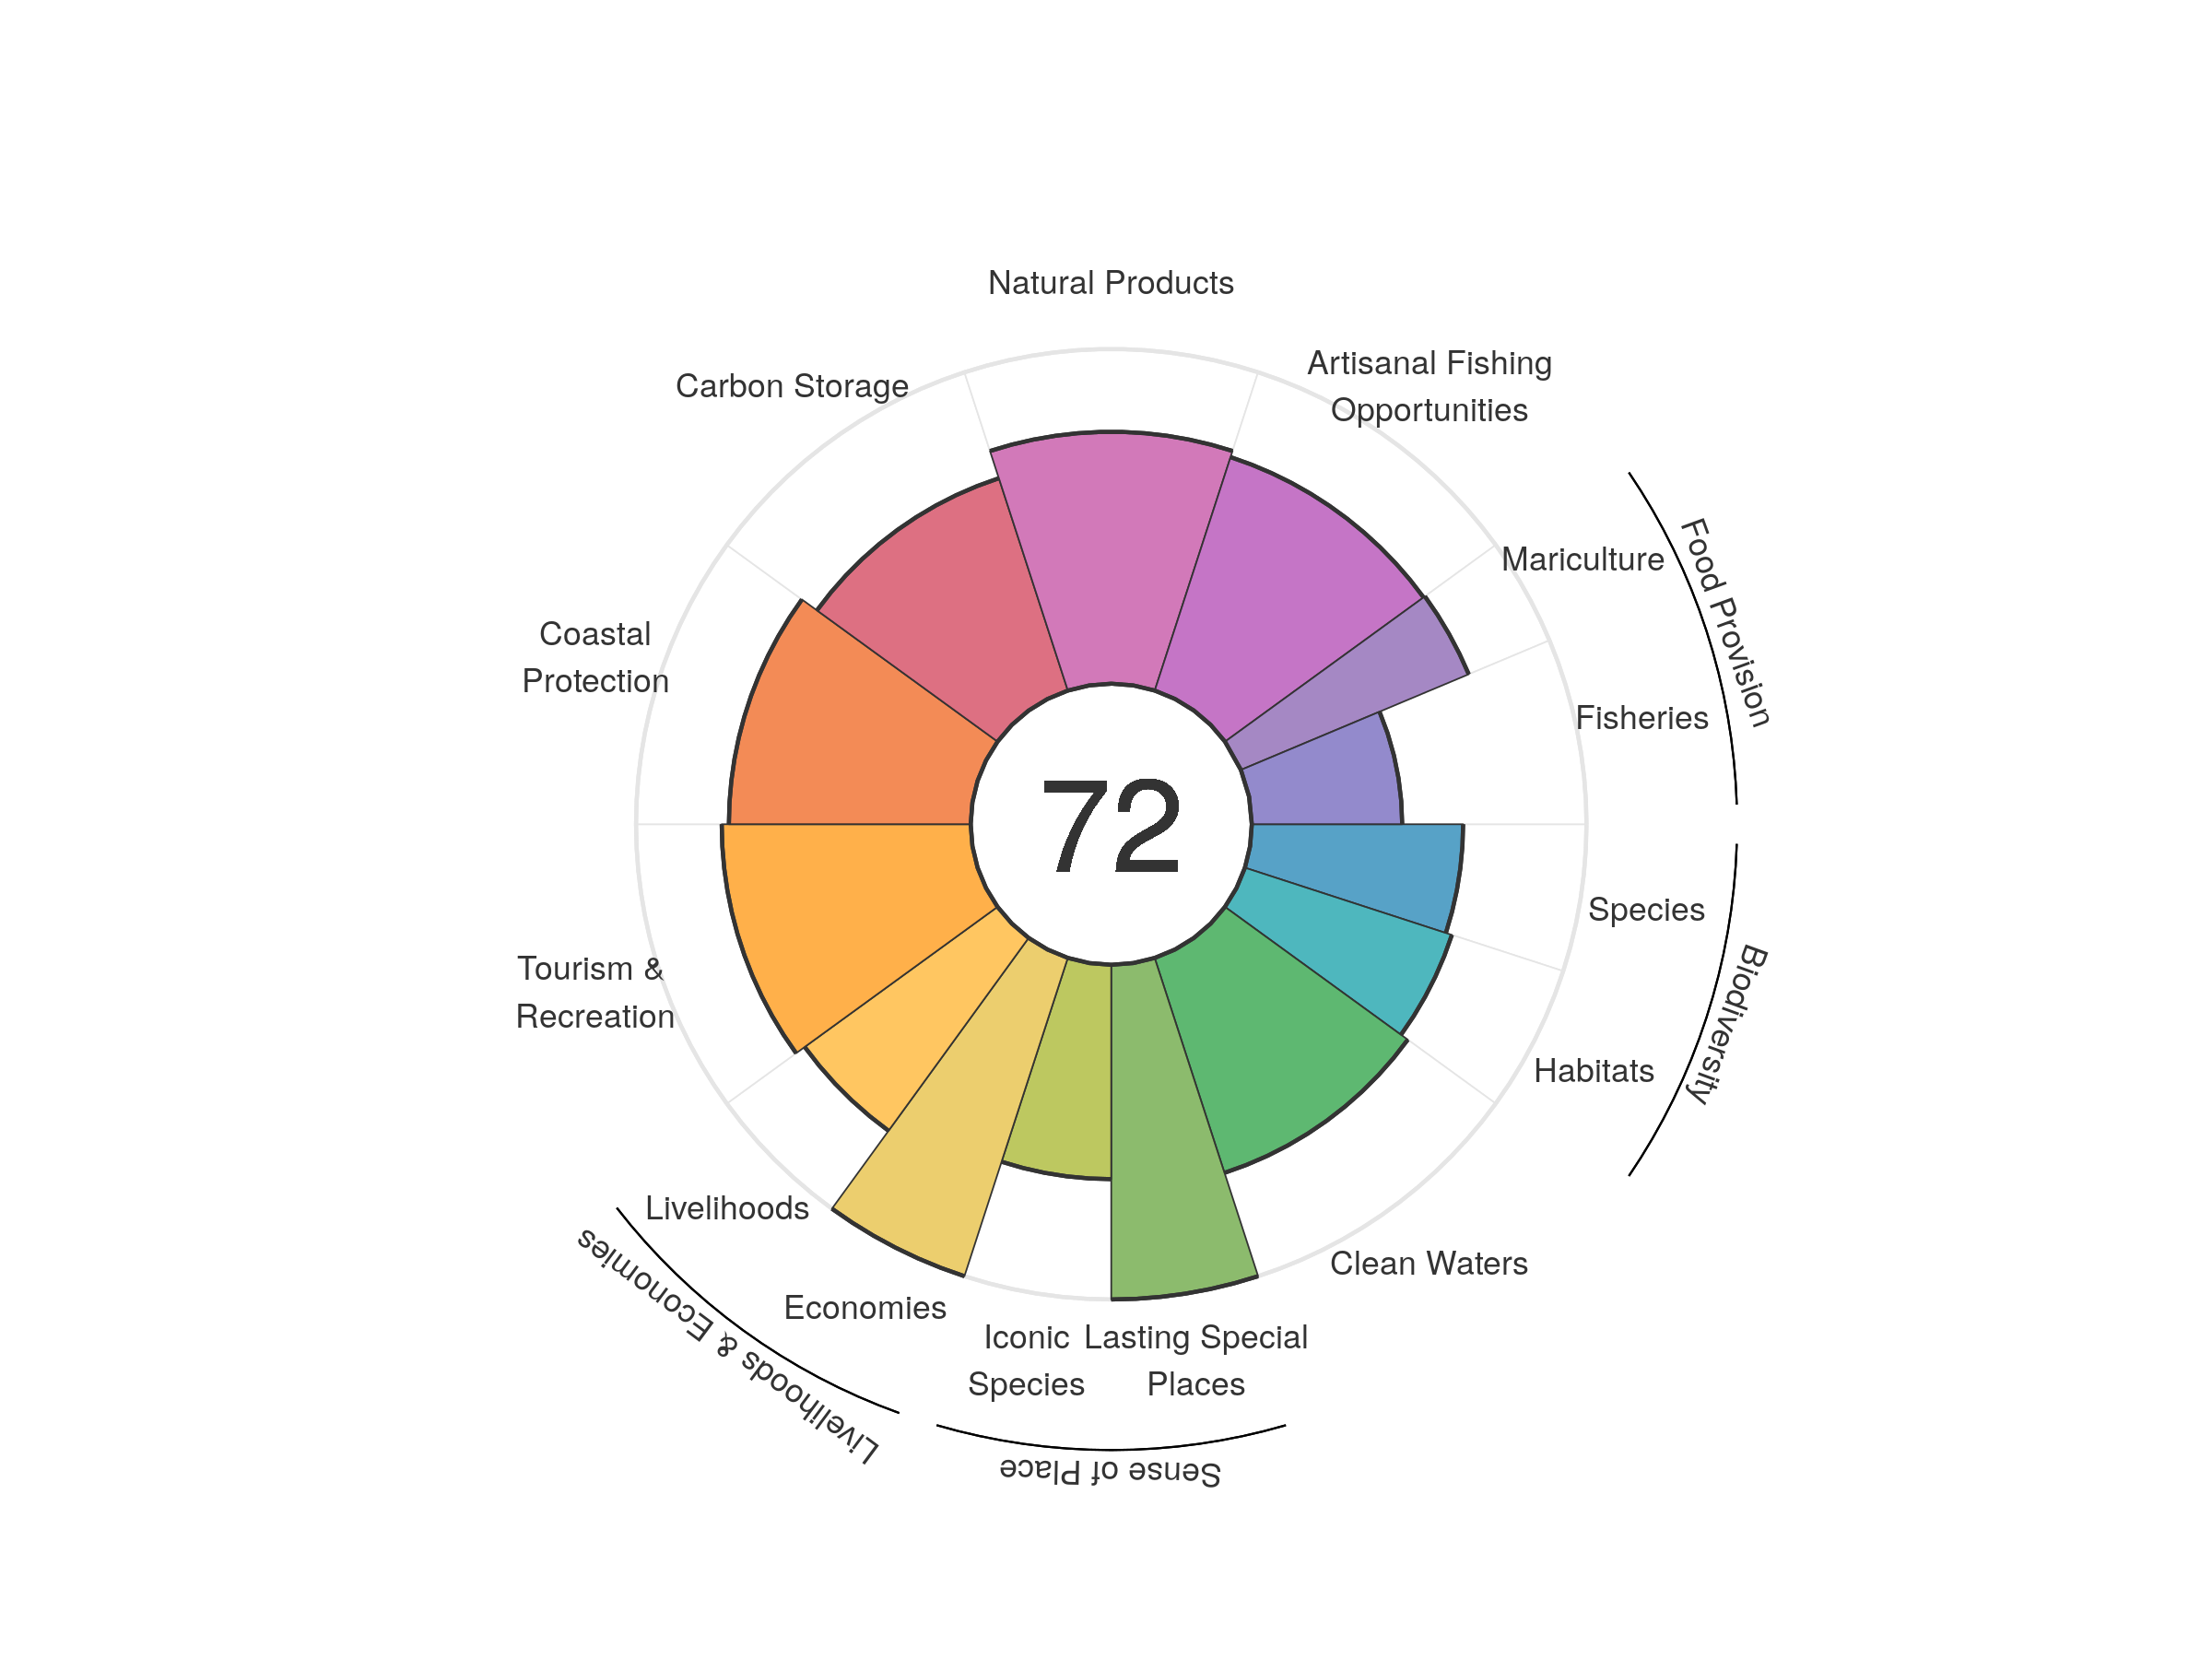 Natural Products
Artisanal Fishing
Opportunities
Carbon Storage
Mariculture
Food Provision
Coastal
Protection
Fisheries
72
Species
Biodiversity
Tourism &
Recreation
Habitats
Livelihoods
Livelihoods & Economies
Clean Waters
Economies
Iconic
Species
Lasting Special
Places
Sense of Place